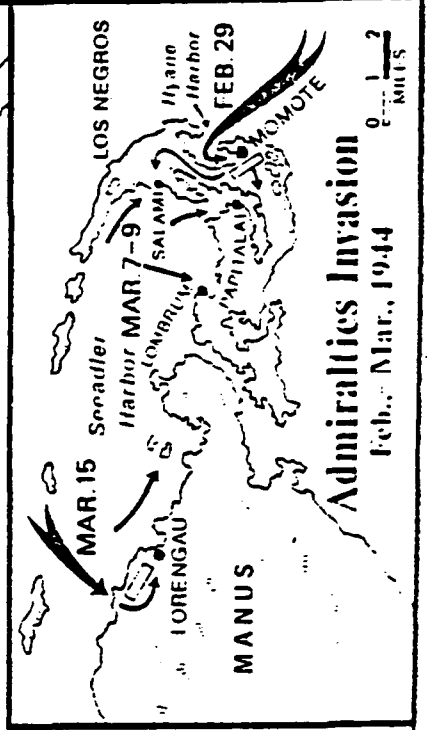 LOS NEGROS
Hyane
Harbor
FEB. 29
MOMOTE
0 1 2
MILES
SALAMI
PAPITALAI
MAR. 7-9
LOMBRUM
Seeadler
Harbor
MAR. 15
LORENGAU
MANUS
Admiralties Invasion
Feb., Mar., 1944